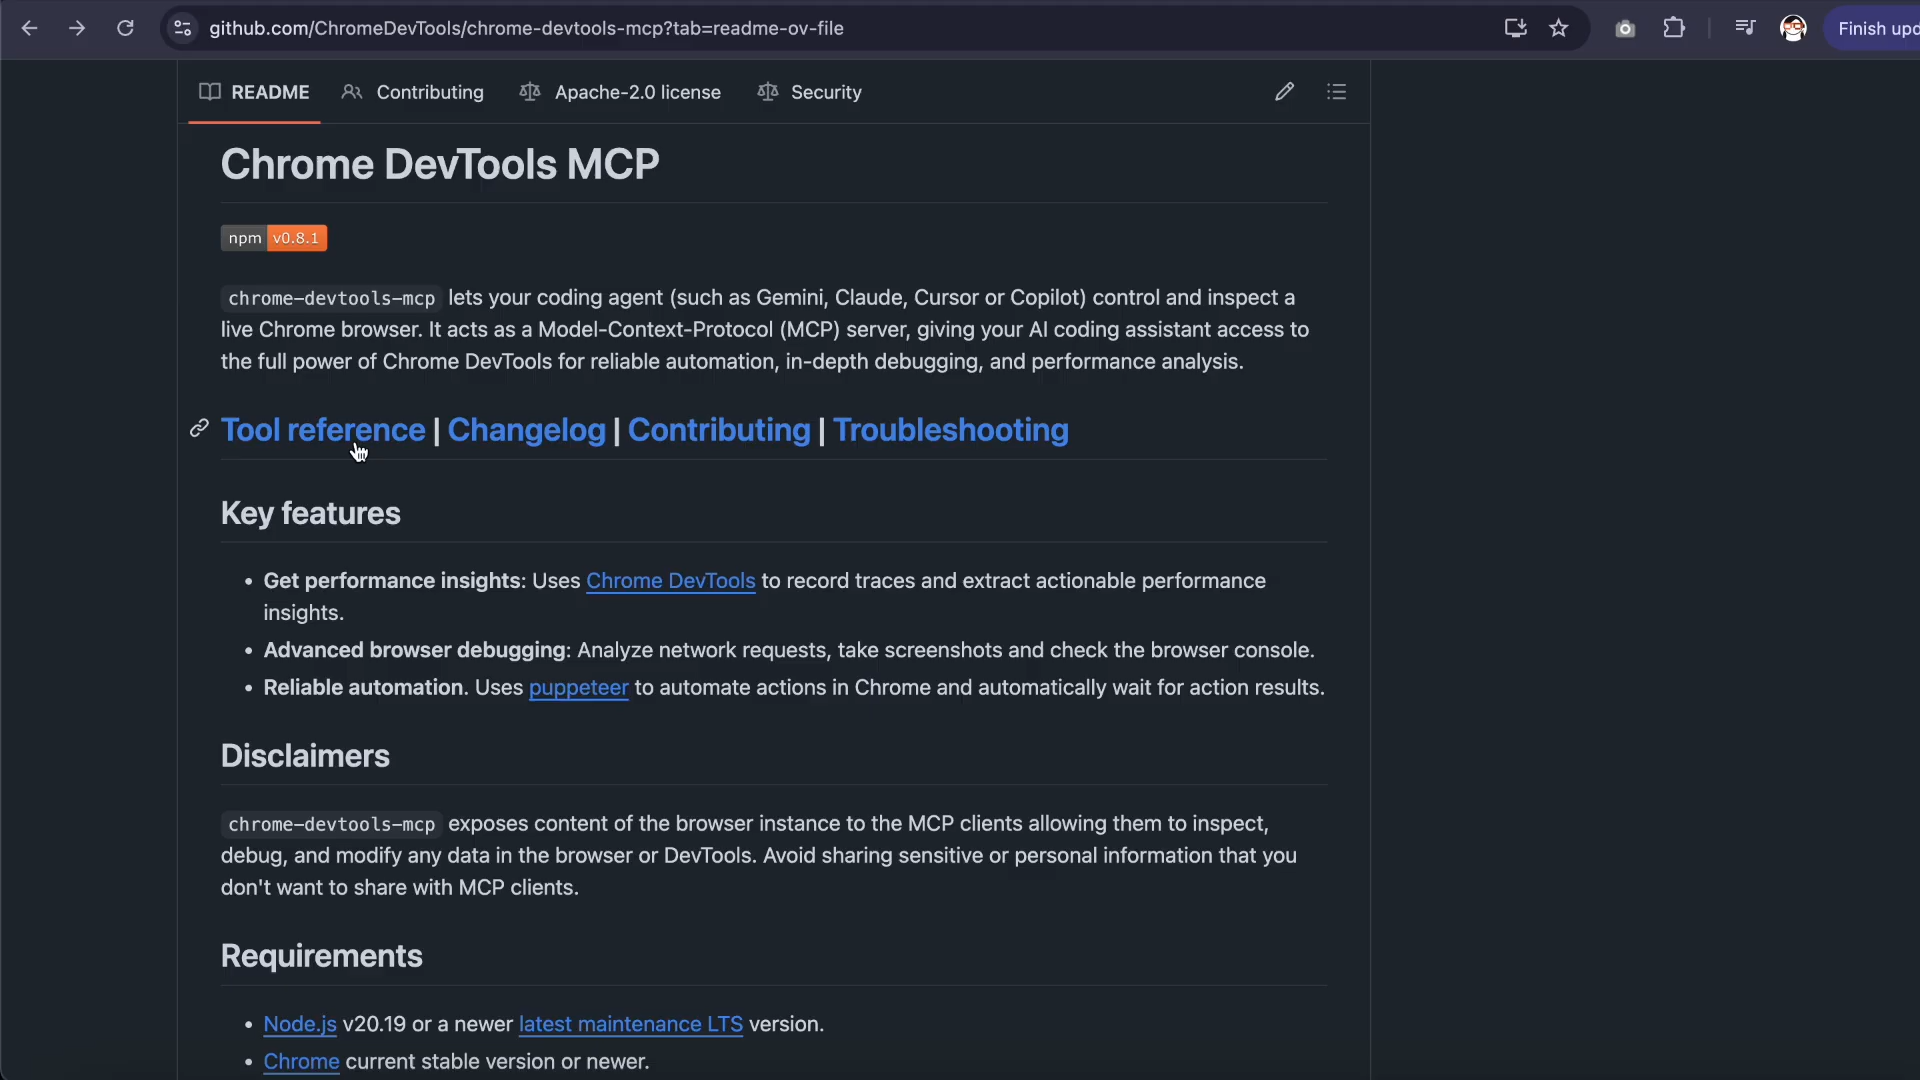 github.com/ChromeDevTools/chrome-devtools-mcp?tab=readme-ov-file
Finish upd
README Contributing Apache-2.0 license Security
Chrome DevTools MCP
npm v0.8.1
chrome-devtools-mcp lets your coding agent (such as Gemini, Claude, Cursor or Copilot) control and inspect a
live Chrome browser. It acts as a Model-Context-Protocol (MCP) server, giving your AI coding assistant access to
the full power of Chrome DevTools for reliable automation, in-depth debugging, and performance analysis.
Tool reference | Changelog | Contributing | Troubleshooting
Key features
• Get performance insights: Uses Chrome DevTools to record traces and extract actionable performance
insights.
• Advanced browser debugging: Analyze network requests, take screenshots and check the browser console.
• Reliable automation. Uses puppeteer to automate actions in Chrome and automatically wait for action results.
Disclaimers
chrome-devtools-mcp exposes content of the browser instance to the MCP clients allowing them to inspect,
debug, and modify any data in the browser or DevTools. Avoid sharing sensitive or personal information that you
don't want to share with MCP clients.
Requirements
• Node.js v20.19 or a newer latest maintenance LTS version.
• Chrome current stable version or newer.